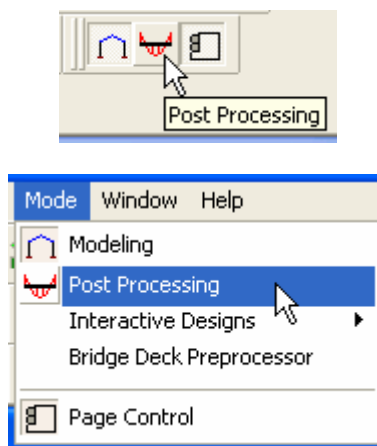 Post Processing
Mode Window Help
Modeling
Post Processing
Interactive Designs
Bridge Deck Preprocessor
Page Control